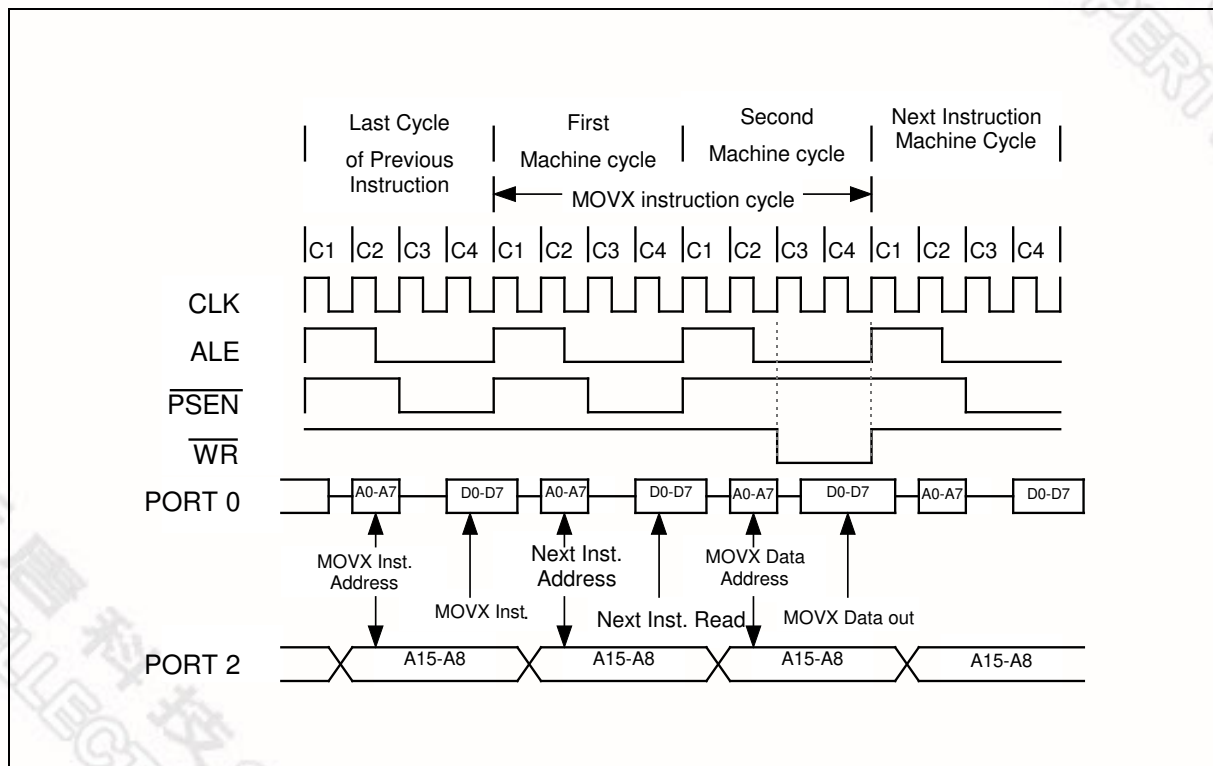 Last Cycle
of Previous
Instruction
First
Machine cycle
Second
Machine cycle
Next Instruction
Machine Cycle
MOVX instruction cycle
C1 C2 C3 C4 C1 C2 C3 C4 C1 C2 C3 C4 C1 C2 C3 C4
CLK
ALE
PSEN
WR
PORT 0
A0-A7 D0-D7 A0-A7 D0-D7 A0-A7 D0-D7 A0-A7 D0-D7
MOVX Inst.
Address
MOVX Inst.
Next Inst.
Address
Next Inst. Read
MOVX Data
Address
MOVX Data out
PORT 2
A15-A8 A15-A8 A15-A8 A15-A8